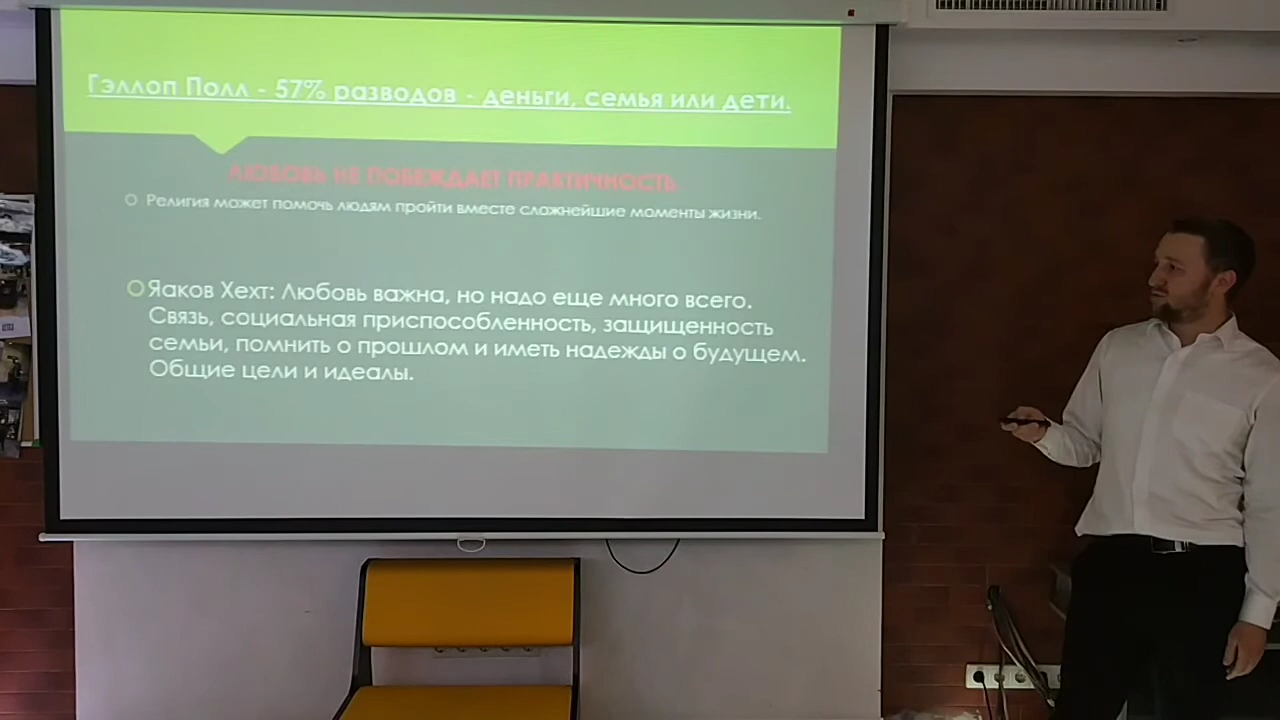 Гэллоп Полл - 57% разводов - деньги, семья или дети.
ЛЮБОВЬ НЕ ПОБЕЖДАЕТ ПРАКТИЧНОСТЬ
Религия может помочь людям пройти вместе сложнейшие моменты жизни.
Яаков Хехт: Любовь важна, но надо еще много всего.
Связь, социальная приспособленность, защищенность
семьи, помнить о прошлом и иметь надежды о будущем.
Общие цели и идеалы.